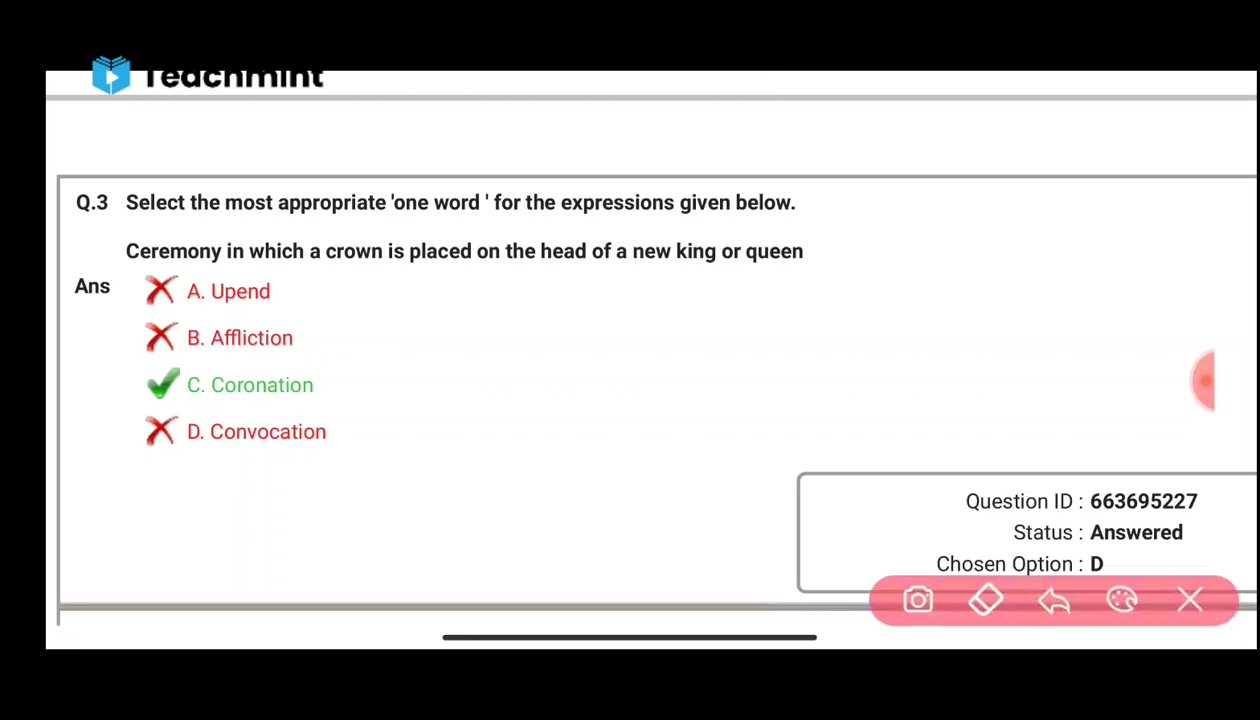 Teachmint
Q.3 Select the most appropriate 'one word ' for the expressions given below.
Ceremony in which a crown is placed on the head of a new king or queen
Ans A. Upend
B. Affliction
C. Coronation
D. Convocation
Question ID : 663695227
Status : Answered
Chosen Option : D